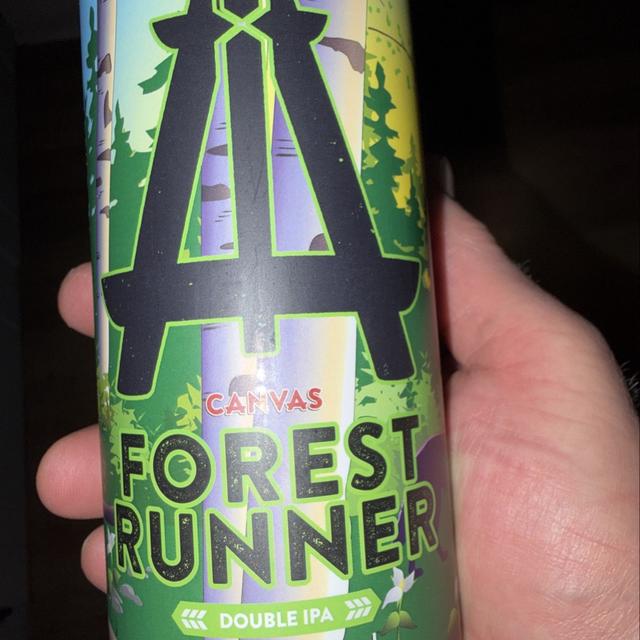 CANVAS
FOREST
RUNNER
DOUBLE IPA